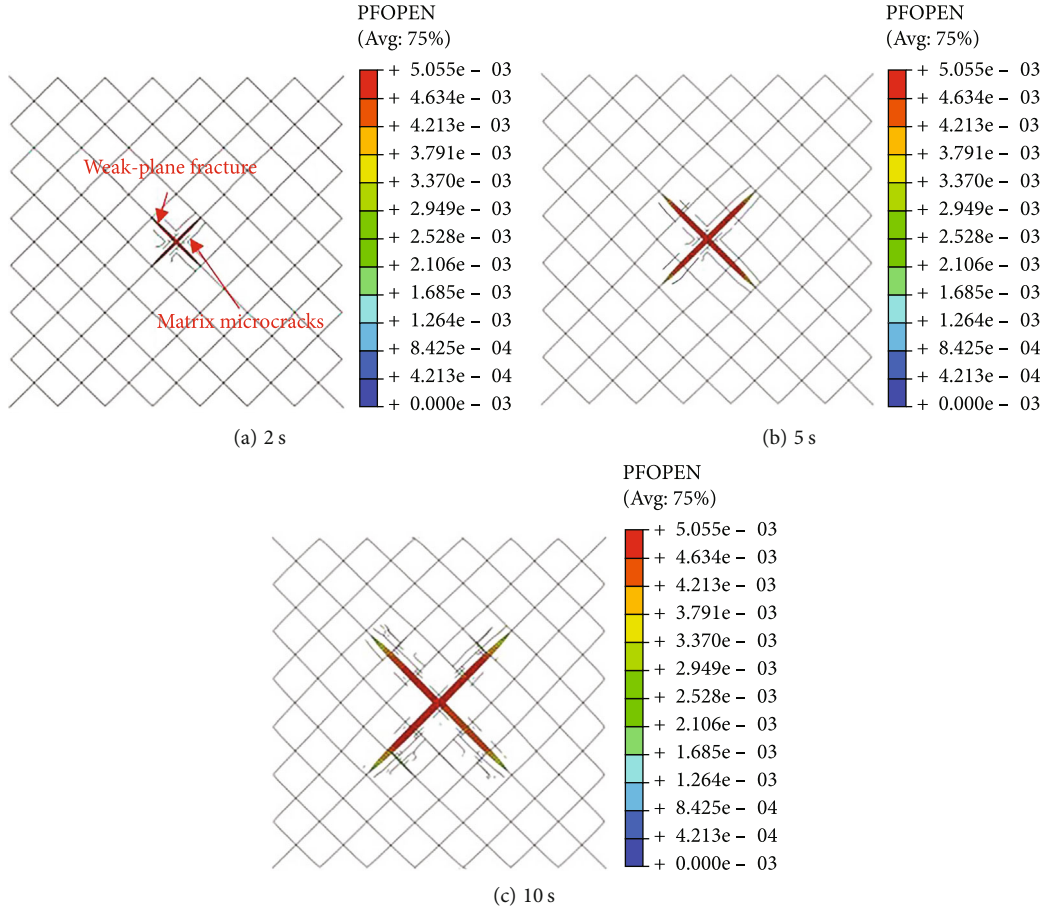 PFOPEN
(Avg: 75%)
+ 5.055e – 03
+ 4.634e – 03
+ 4.213e – 03
+ 3.791e – 03
+ 3.370e – 03
+ 2.949e – 03
+ 2.528e – 03
+ 2.106e – 03
+ 1.685e – 03
+ 1.264e – 03
+ 8.425e – 04
+ 4.213e – 04
+ 0.000e – 03
Weak-plane fracture
Matrix microcracks
(a) 2 s
PFOPEN
(Avg: 75%)
+ 5.055e – 03
+ 4.634e – 03
+ 4.213e – 03
+ 3.791e – 03
+ 3.370e – 03
+ 2.949e – 03
+ 2.528e – 03
+ 2.106e – 03
+ 1.685e – 03
+ 1.264e – 03
+ 8.425e – 04
+ 4.213e – 04
+ 0.000e – 03
(b) 5 s
PFOPEN
(Avg: 75%)
+ 5.055e – 03
+ 4.634e – 03
+ 4.213e – 03
+ 3.791e – 03
+ 3.370e – 03
+ 2.949e – 03
+ 2.528e – 03
+ 2.106e – 03
+ 1.685e – 03
+ 1.264e – 03
+ 8.425e – 04
+ 4.213e – 04
+ 0.000e – 03
(c) 10 s